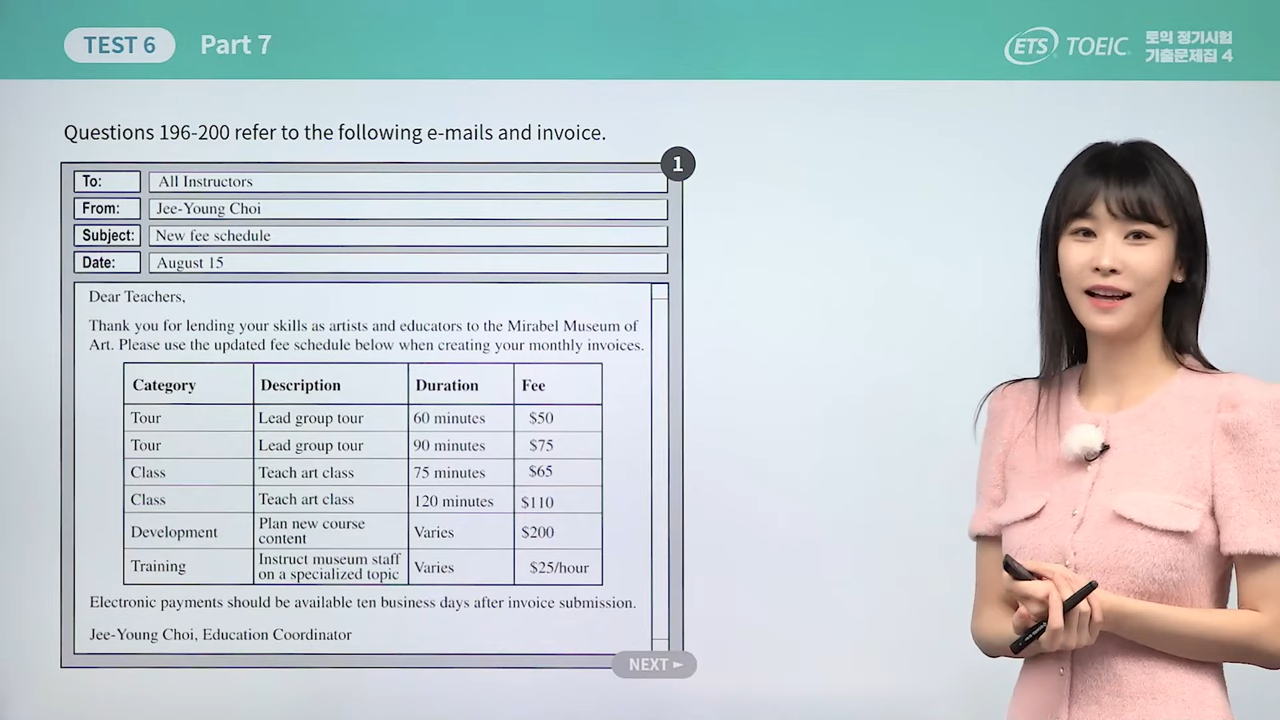 TEST 6
Part 7
ETS TOEIC
토익 정기시험
기출문제집 4
Questions 196-200 refer to the following e-mails and invoice.
1
To: All Instructors
From: Jee-Young Choi
Subject: New fee schedule
Date: August 15
Dear Teachers,
Thank you for lending your skills as artists and educators to the Mirabel Museum of
Art. Please use the updated fee schedule below when creating your monthly invoices.
Category Description Duration Fee
Tour Lead group tour 60 minutes $50
Tour Lead group tour 90 minutes $75
Class Teach art class 75 minutes $65
Class Teach art class 120 minutes $110
Development Plan new course content Varies $200
Training Instruct museum staff on a specialized topic Varies $25/hour
Electronic payments should be available ten business days after invoice submission.
Jee-Young Choi, Education Coordinator
NEXT ►